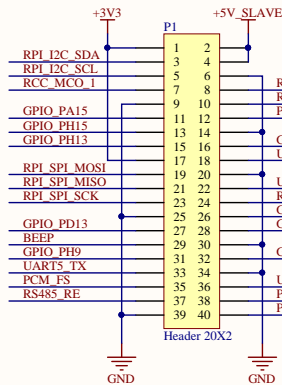 +3V3 +5V_SLAVE
P1
1 2
RPI_I2C_SDA 3 4
RPI_I2C_SCL 5 6
RCC_MCO_1 7 8
9 10
GPIO_PA15 11 12
GPIO_PH15 13 14
GPIO_PH13 15 16
17 18
RPI_SPI_MOSI 19 20
RPI_SPI_MISO 21 22
RPI_SPI_SCK 23 24
25 26
GPIO_PD13 27 28
BEEP 29 30
GPIO_PH9 31 32
UART5_TX 33 34
PCM_FS 35 36
RS485_RE 37 38
39 40
Header 20X2
GND GND